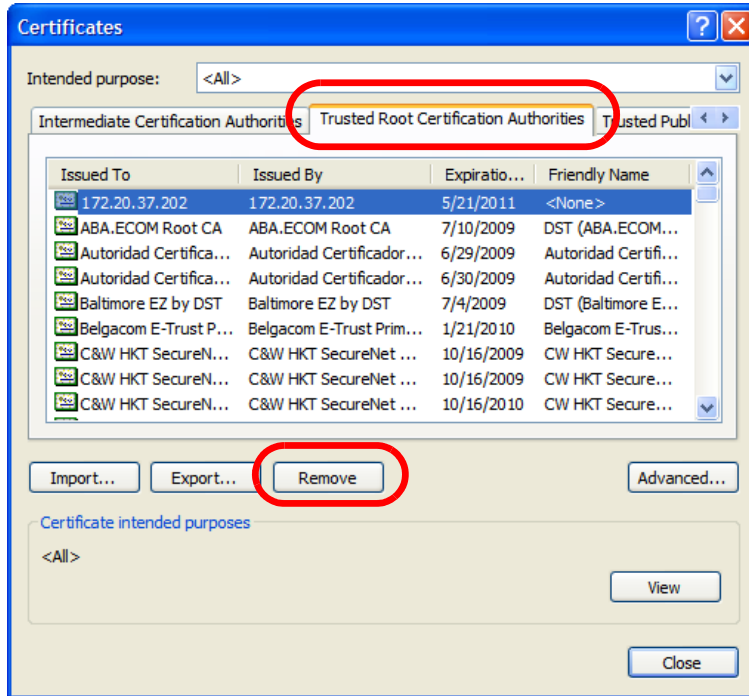 Certificates
Intended purpose: <All>
Intermediate Certification Authorities Trusted Root Certification Authorities Trusted Publ
Issued To Issued By Expiratio... Friendly Name
172.20.37.202 172.20.37.202 5/21/2011 <None>
ABA.ECOM Root CA ABA.ECOM Root CA 7/10/2009 DST (ABA.ECOM...
Autoridad Certifica... Autoridad Certificador... 6/29/2009 Autoridad Certifi...
Autoridad Certifica... Autoridad Certificador... 6/30/2009 Autoridad Certifi...
Baltimore EZ by DST Baltimore EZ by DST 7/4/2009 DST (Baltimore E...
Belgacom E-Trust P... Belgacom E-Trust Prim... 1/21/2010 Belgacom E-Trus...
C&W HKT SecureN... C&W HKT SecureNet ... 10/16/2009 CW HKT Secure...
C&W HKT SecureN... C&W HKT SecureNet ... 10/16/2009 CW HKT Secure...
C&W HKT SecureN... C&W HKT SecureNet ... 10/16/2010 CW HKT Secure...
Import... Export... Remove Advanced...
Certificate intended purposes
<All>
View
Close